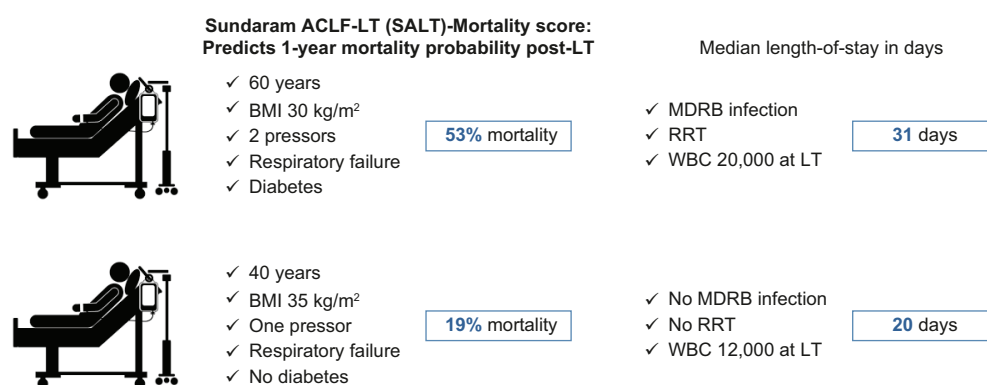 Sundaram ACLF-LT (SALT)-Mortality score:
Predicts 1-year mortality probability post-LT
Median length-of-stay in days
✓ 60 years
✓ BMI 30 kg/m²
✓ 2 pressors
✓ Respiratory failure
✓ Diabetes
53% mortality
✓ MDRB infection
✓ RRT
✓ WBC 20,000 at LT
31 days
✓ 40 years
✓ BMI 35 kg/m²
✓ One pressor
✓ Respiratory failure
✓ No diabetes
19% mortality
✓ No MDRB infection
✓ No RRT
✓ WBC 12,000 at LT
20 days